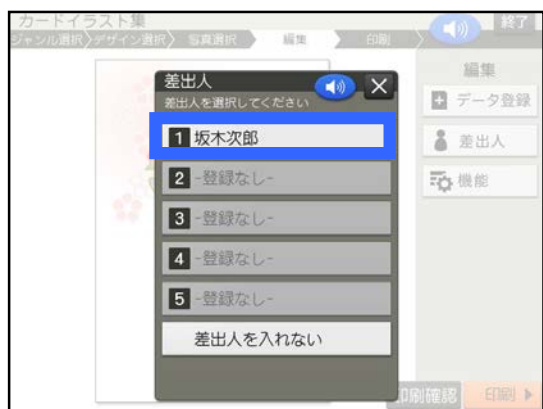 カードイラスト集
終了
ジャンル選択 デザイン選択 写真選択 編集 印刷
編集
データ登録
差出人
機能
差出人
差出人を選択してください
1 坂木次郎
2 -登録なし-
3 -登録なし-
4 -登録なし-
5 -登録なし-
差出人を入れない
印刷確認 印刷